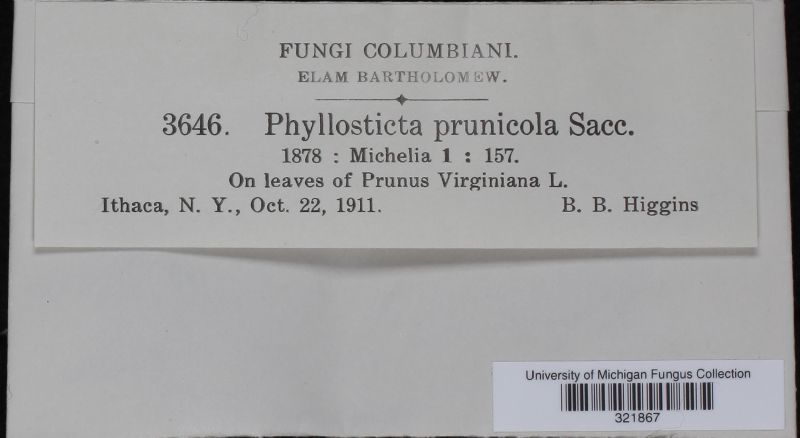 FUNGI COLUMBIANI.
ELAM BARTHOLOMEW.
3646. Phyllosticta prunicola Sacc.
1878 : Michelia 1 : 157.
On leaves of Prunus Virginiana L.
Ithaca, N. Y., Oct. 22, 1911. B. B. Higgins
University of Michigan Fungus Collection
321867